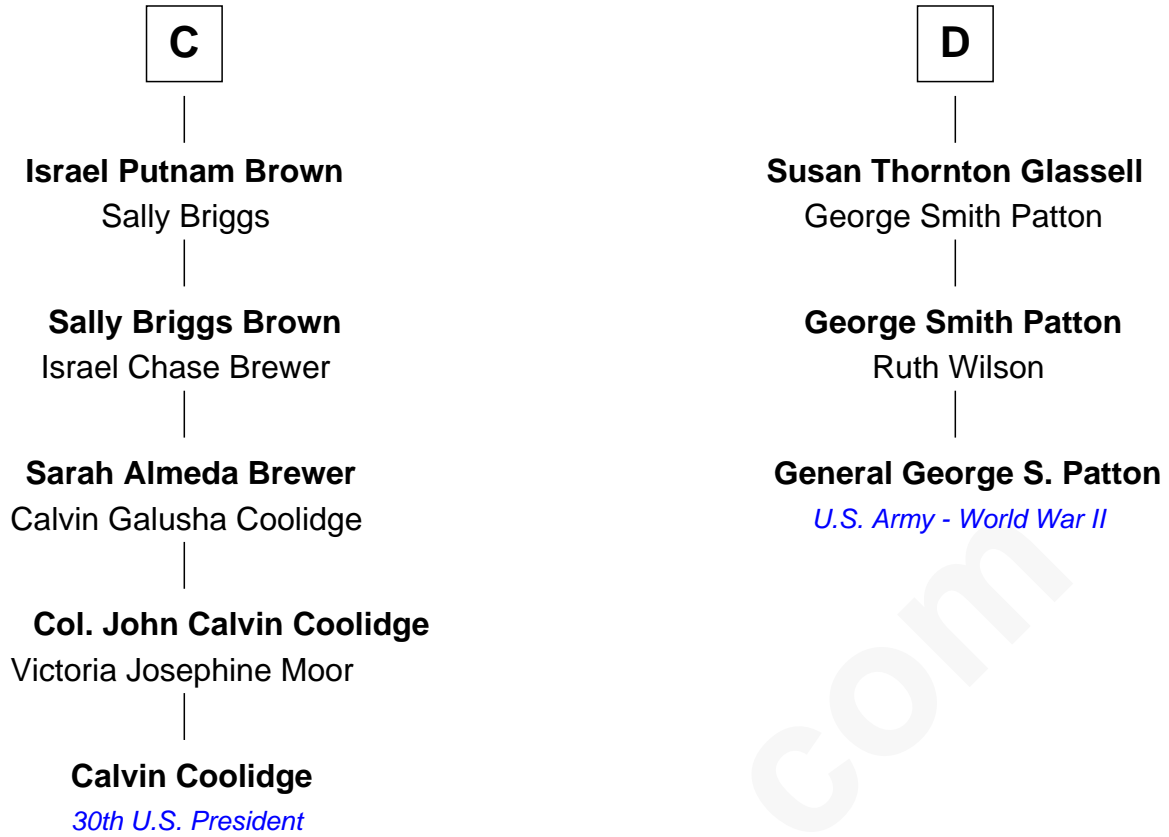 C
Israel Putnam Brown
Sally Briggs
Sally Briggs Brown
Israel Chase Brewer
Sarah Almeda Brewer
Calvin Galusha Coolidge
Col. John Calvin Coolidge
Victoria Josephine Moor
Calvin Coolidge
30th U.S. President
D
Susan Thornton Glassell
George Smith Patton
George Smith Patton
Ruth Wilson
General George S. Patton
U.S. Army - World War II
com